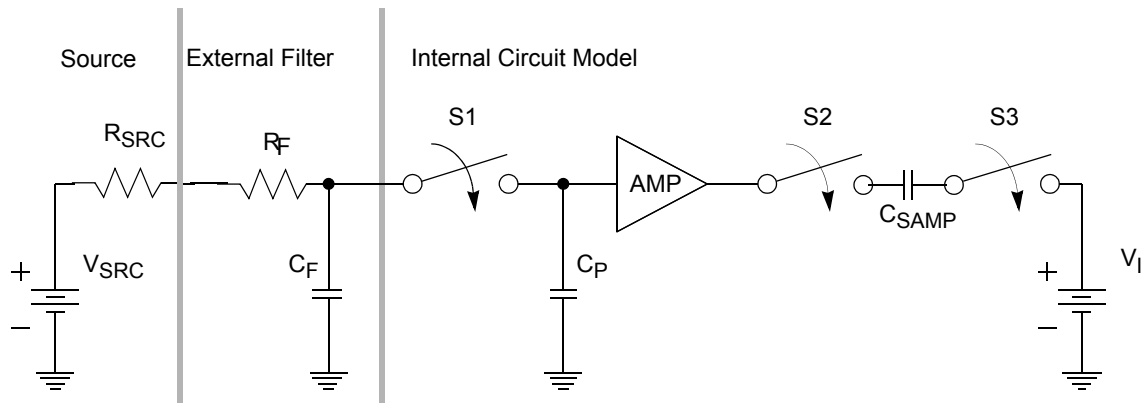 Source
External Filter
Internal Circuit Model
RSRC
RF
S1
S2
S3
AMP
CSAMP
+
VSRC
−
CF
CP
+
VI
−